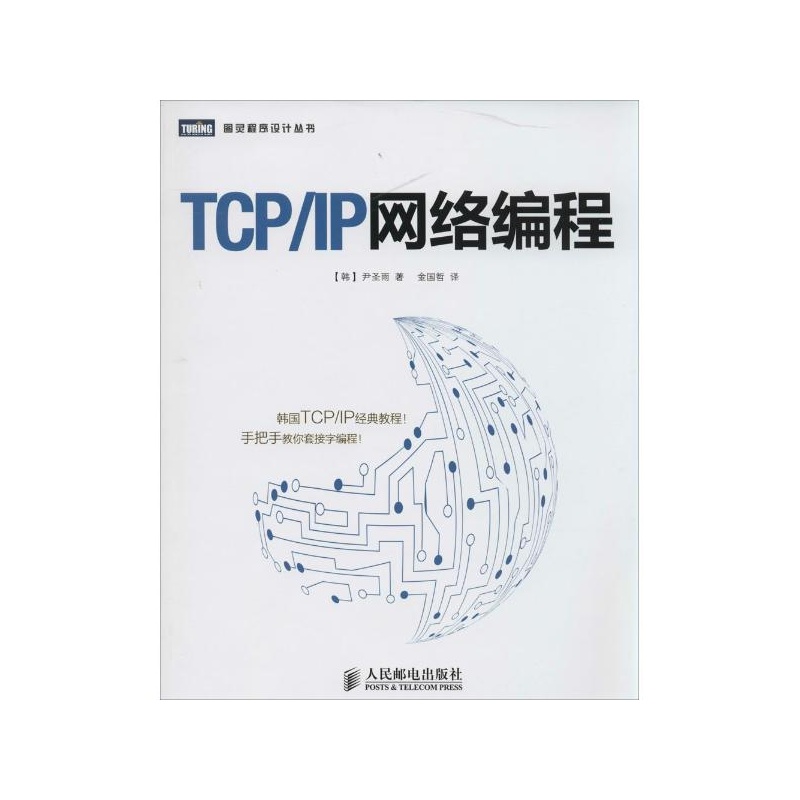 TURING 图灵程序设计丛书
TCP/IP网络编程
【韩】尹圣雨 著 金国哲 译
韩国TCP/IP经典教程！
手把手教你套接字编程！
人民邮电出版社
POSTS & TELECOM PRESS